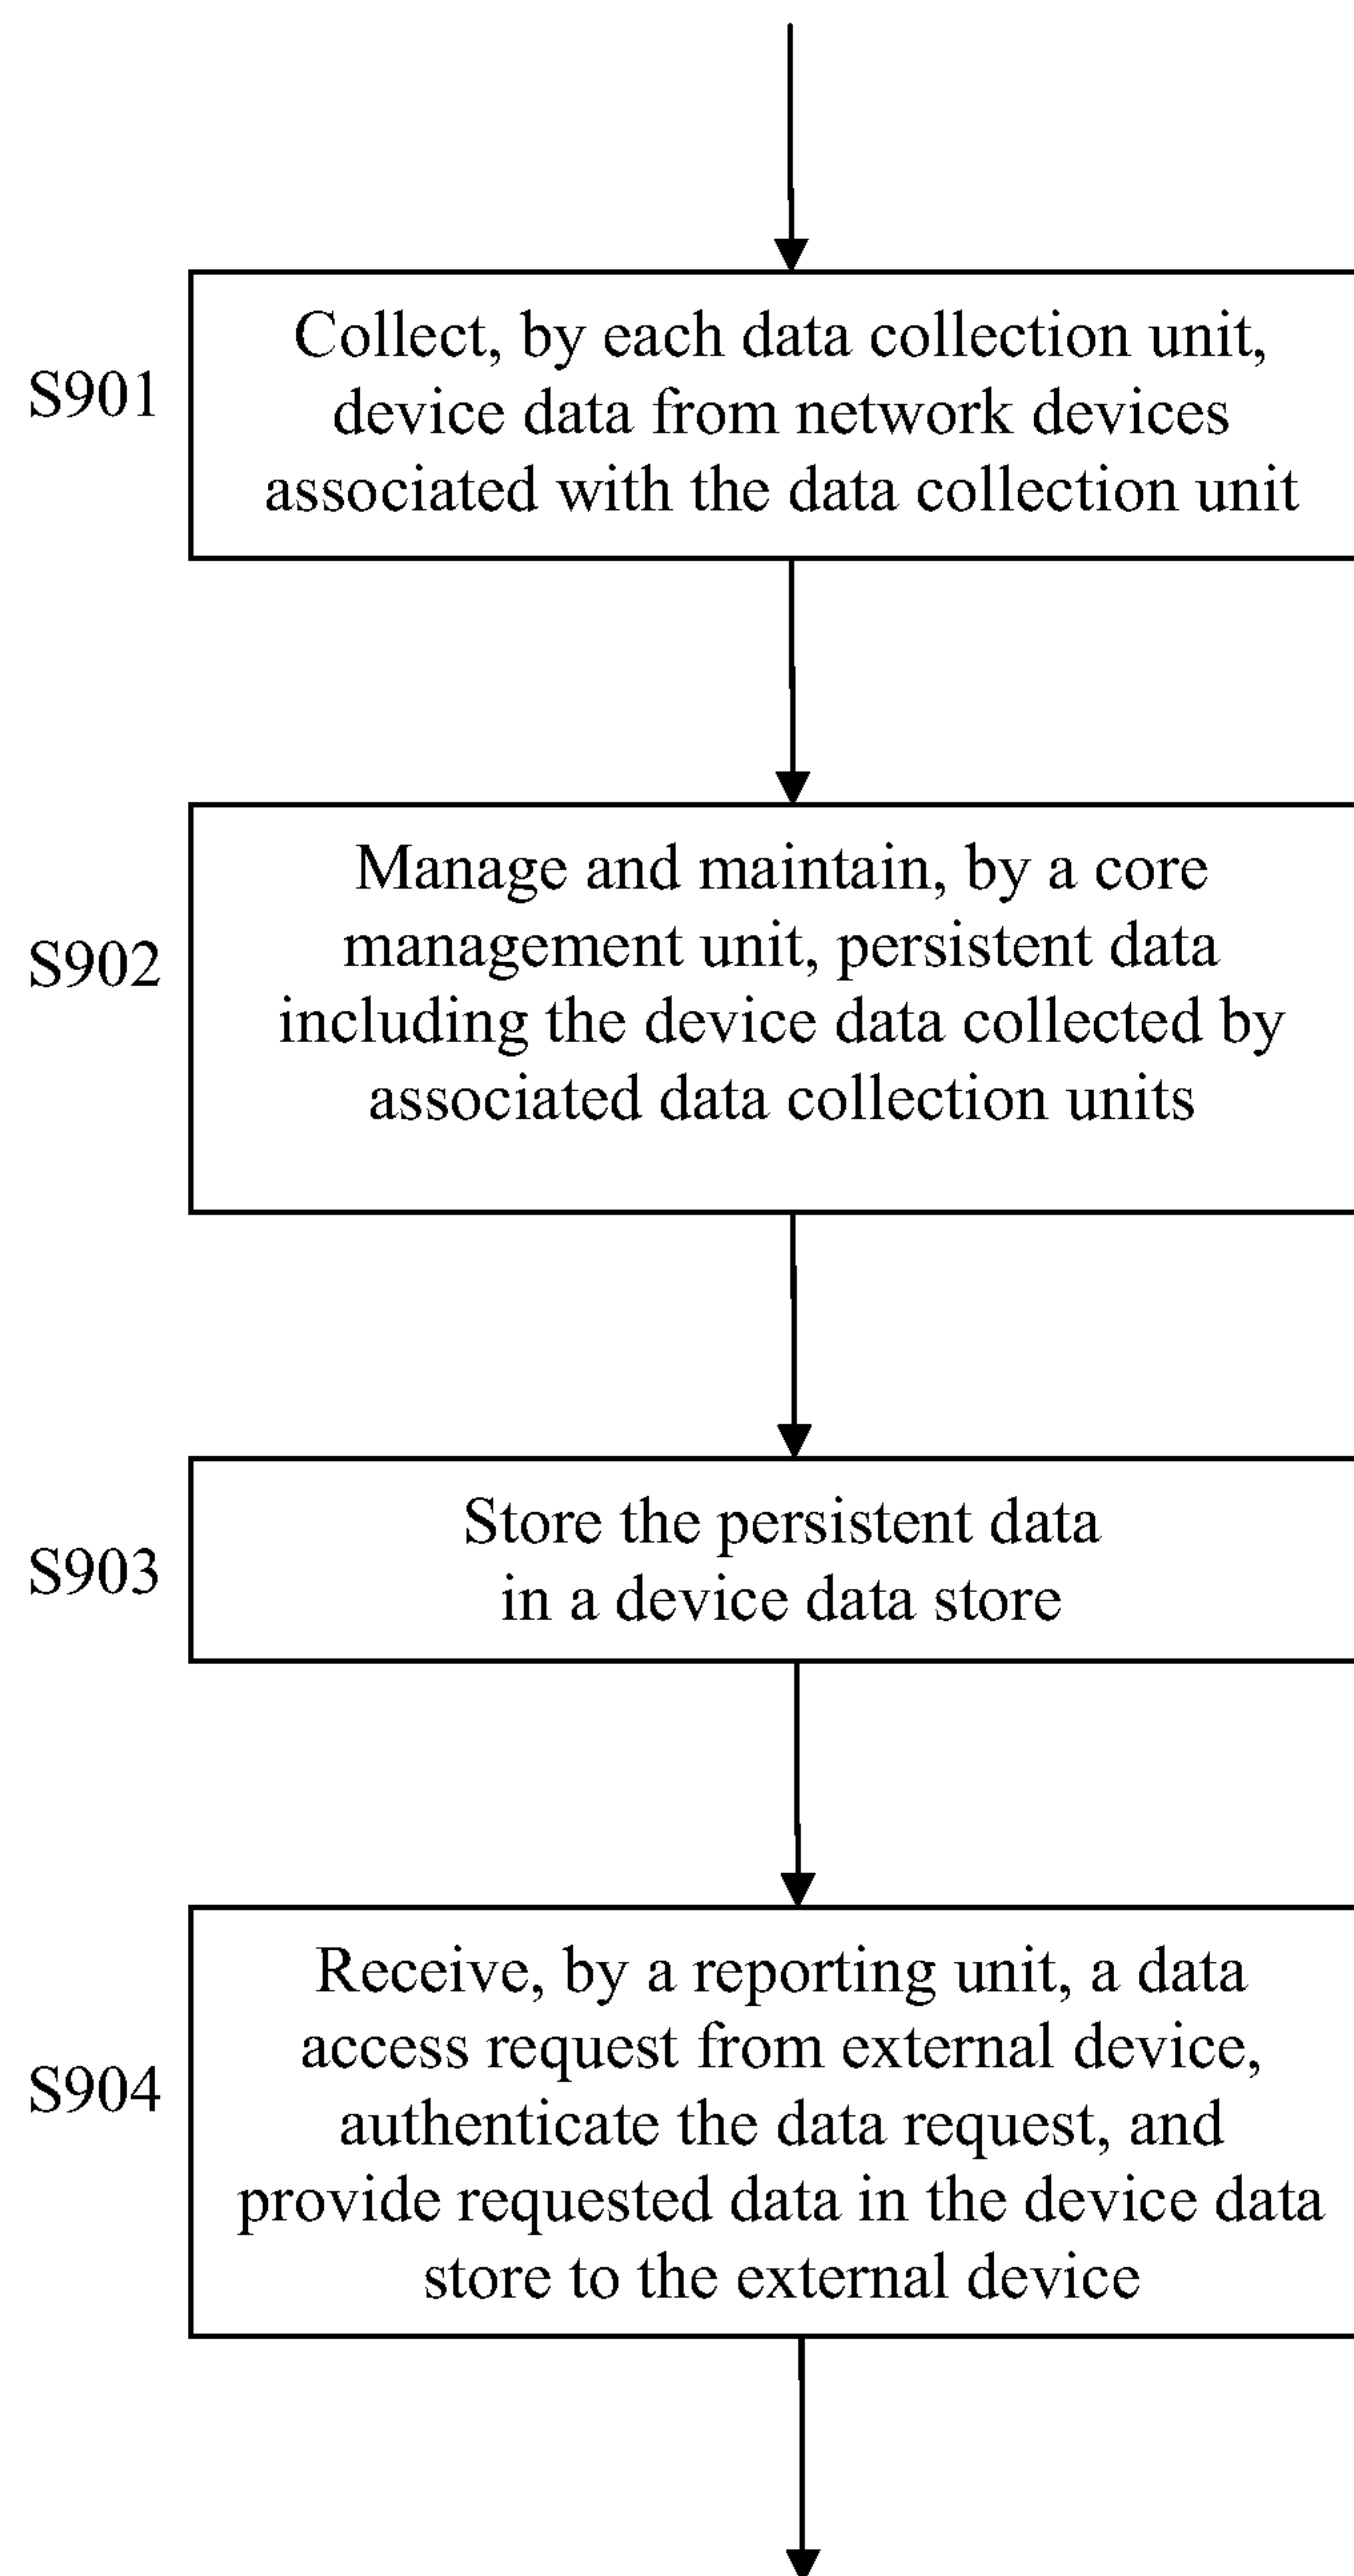 S901
Collect, by each data collection unit,
device data from network devices
associated with the data collection unit
S902
Manage and maintain, by a core
management unit, persistent data
including the device data collected by
associated data collection units
S903
Store the persistent data
in a device data store
S904
Receive, by a reporting unit, a data
access request from external device,
authenticate the data request, and
provide requested data in the device data
store to the external device